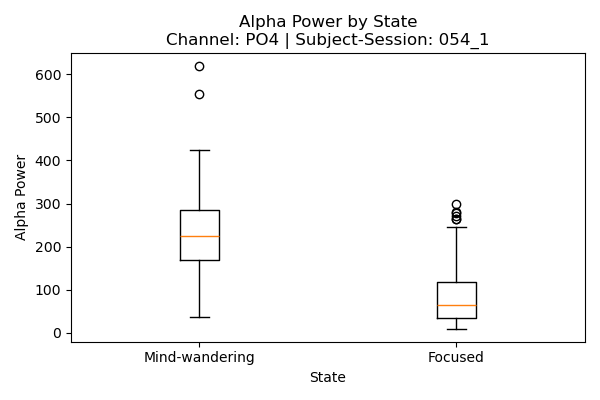 Alpha Power by State
Channel: PO4 | Subject-Session: 054_1
600
500
400
300
200
100
0
Alpha Power
Mind-wandering
Focused
State